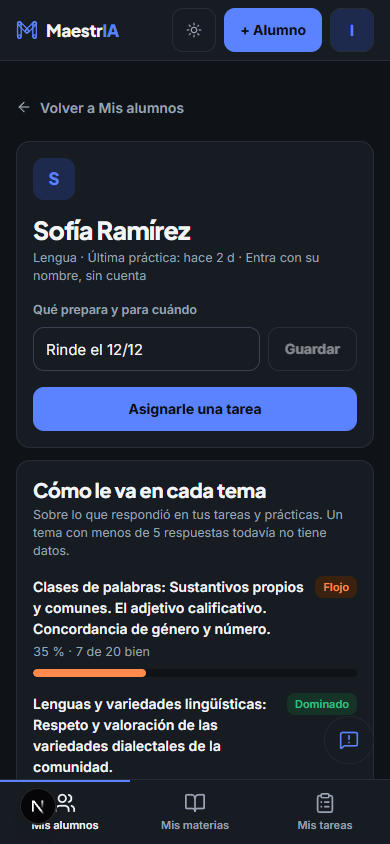 MaestrIA
+ Alumno
I
Volver a Mis alumnos
S
Sofía Ramírez
Lengua · Última práctica: hace 2 d · Entra con su
nombre, sin cuenta
Qué prepara y para cuándo
Rinde el 12/12
Guardar
Asignarle una tarea
Cómo le va en cada tema
Sobre lo que respondió en tus tareas y prácticas. Un
tema con menos de 5 respuestas todavía no tiene
datos.
Clases de palabras: Sustantivos propios
Flojo
y comunes. El adjetivo calificativo.
Concordancia de género y número.
35 % · 7 de 20 bien
Lenguas y variedades lingüísticas:
Dominado
Respeto y valoración de las
variedades dialectales de la
comunidad.
N
Mis alumnos
Mis materias
Mis tareas